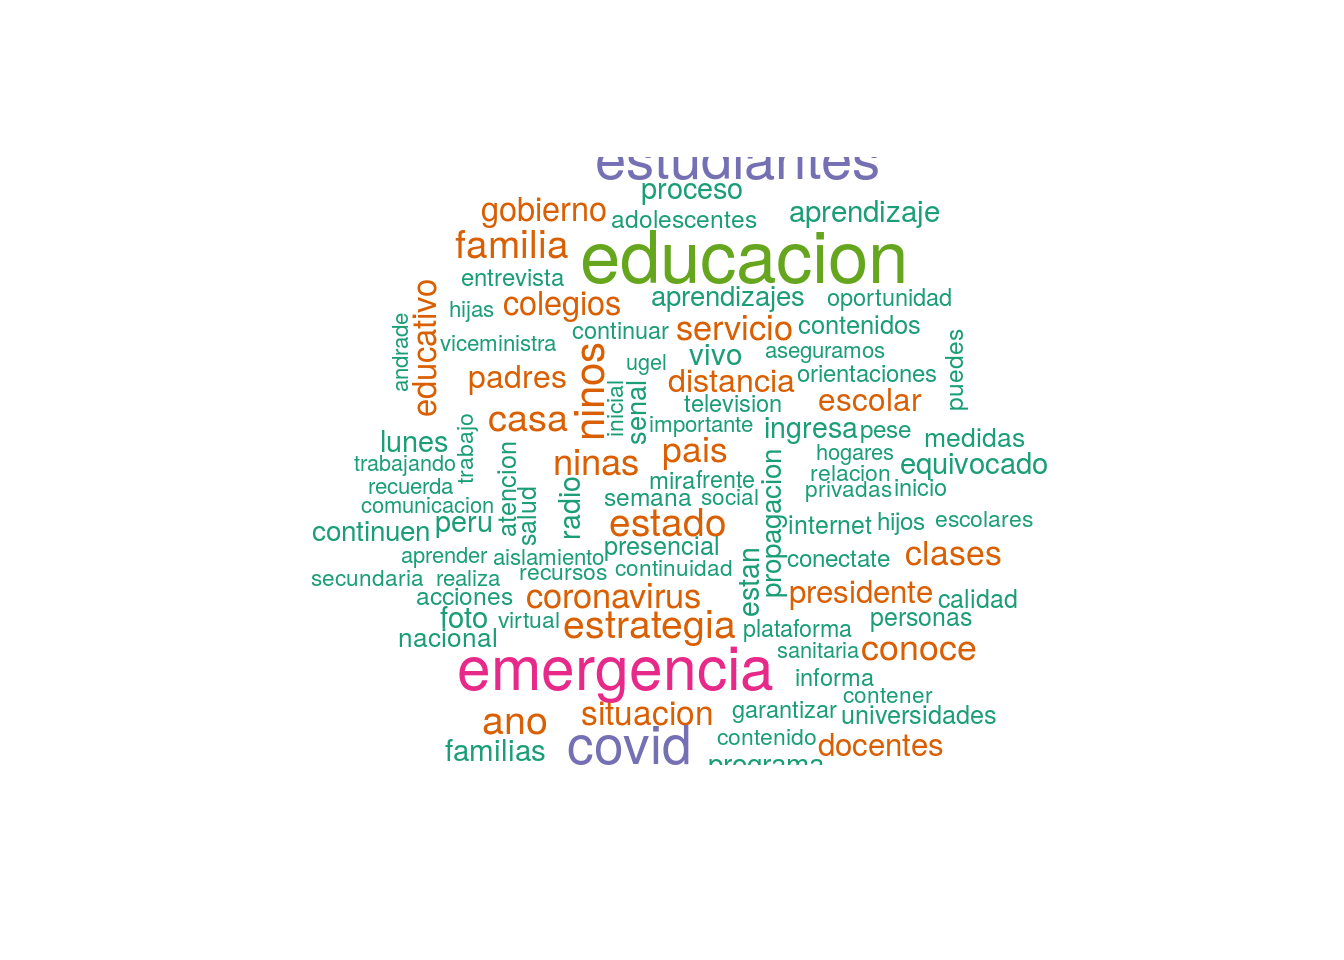 estudiantes
proceso
gobierno
adolescentes
aprendizaje
familia
educacion
entrevista
educativo
hijas
colegios
aprendizajes
oportunidad
andrade
viceministra
continuar
servicio
contenidos
ninos
ugel
vivo
aseguramos
puedes
padres
distancia
orientaciones
casa
inicial
senal
television
escolar
importante
lunes
trabajo
ingresa
pese
medidas
trabajando
atencion
ninas
pais
hogares
equivocado
recuerda
salud
radio
mira
frente
propagacion
relacion
comunicacion
semana
social
privadas
inicio
continuen
peru
estado
internet
hijos
escolares
aprender
aislamiento
presencial
estan
conectate
clases
secundaria
realiza
recursos
continuidad
acciones
coronavirus
presidente
calidad
foto
virtual
estrategia
plataforma
personas
nacional
sanitaria
conoce
emergencia
informa
contener
ano
situacion
garantizar
universidades
familias
covid
contenido
docentes
programa